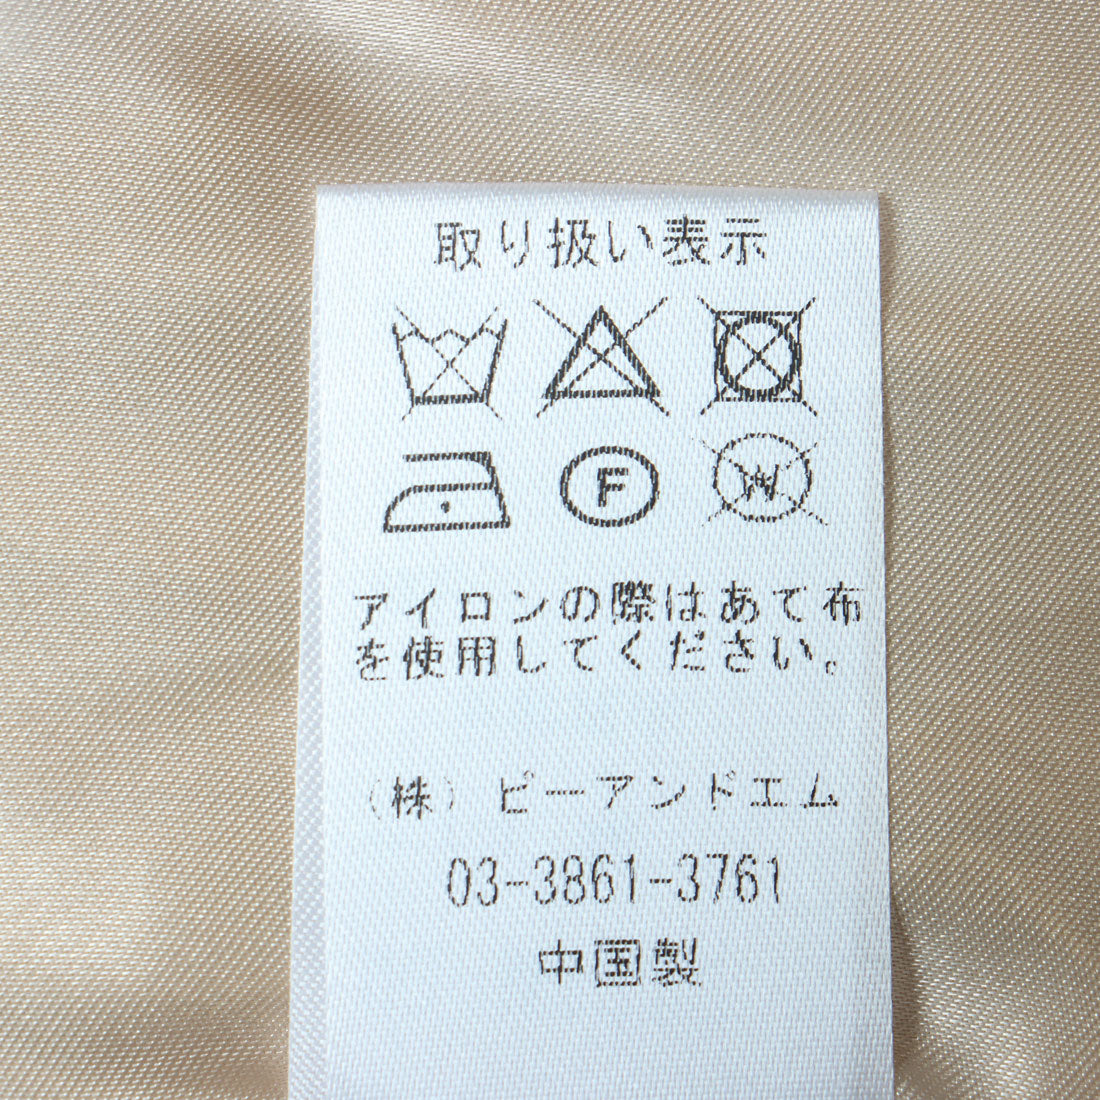 取り扱い表示
F W
アイロンの際はあて布
を使用してください。
（株）ピーアンドエム
03-3861-3761
中国製